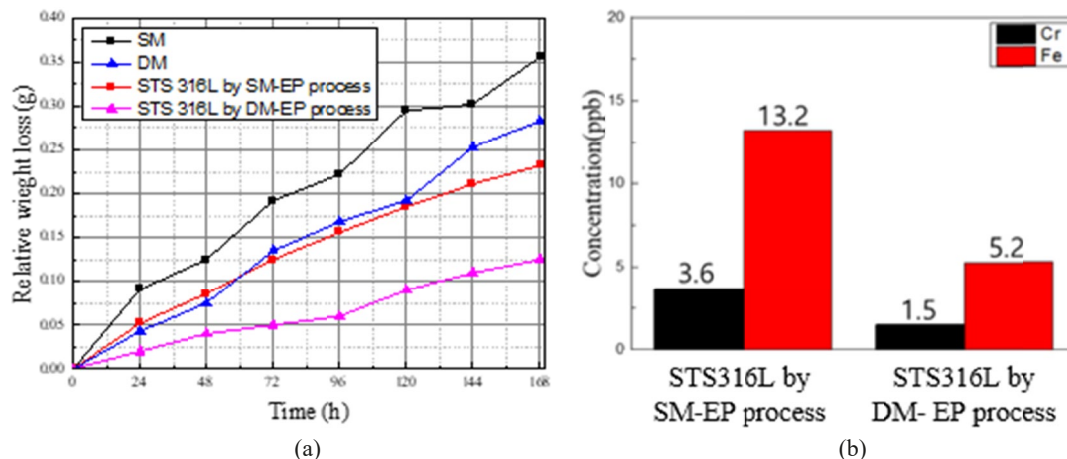 0.40
0.35
0.30
0.25
0.20
0.15
0.10
0.05
0.00
Relative wieght loss (g)
SM
DM
STS 316L by SM-EP process
STS 316L by DM-EP process
0 24 48 72 96 120 144 168
Time (h)
(a)
20
15
10
5
0
Concentration(ppb)
Cr
Fe
3.6
13.2
1.5
5.2
STS316L by
SM-EP process
STS316L by
DM- EP process
(b)